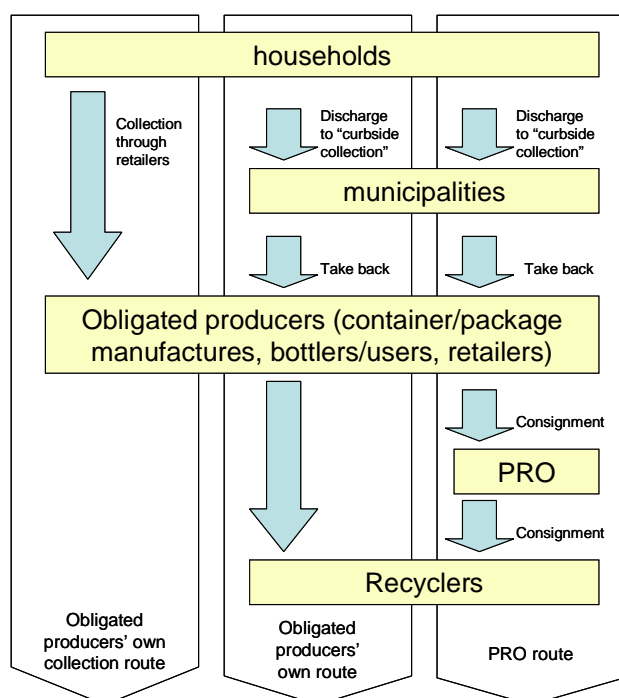 households
Collection
through
retailers
Discharge
to “curbside
collection”
Discharge
to “curbside
collection”
municipalities
Take back
Take back
Obligated producers (container/package
manufactures, bottlers/users, retailers)
Consignment
PRO
Consignment
Recyclers
Obligated
producers’ own
collection route
Obligated
producers’
own route
PRO route